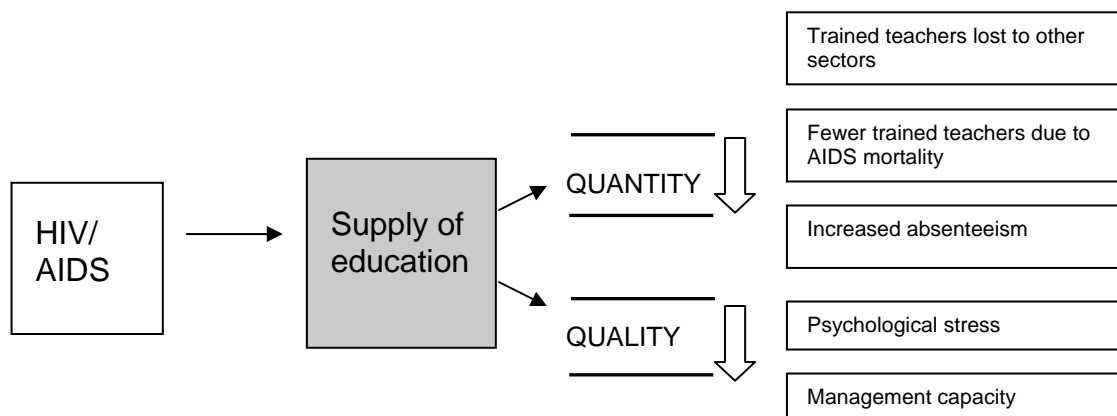 HIV/
AIDS
Supply of
education
QUANTITY
QUALITY
Trained teachers lost to other
sectors
Fewer trained teachers due to
AIDS mortality
Increased absenteeism
Psychological stress
Management capacity